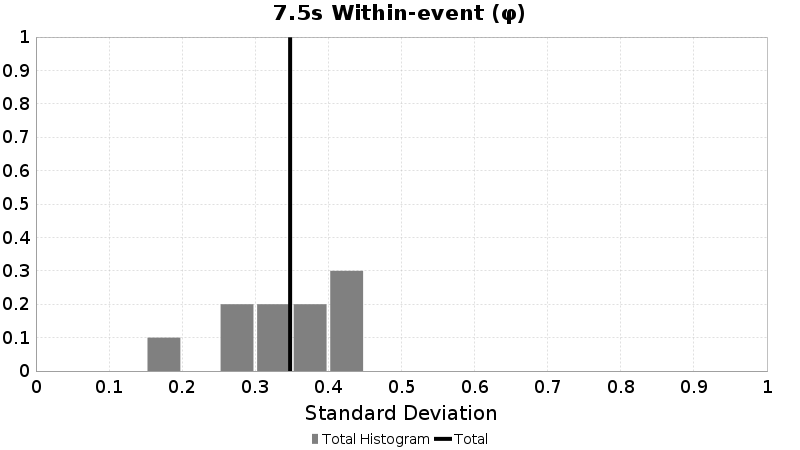 7.5s Within-event (φ)
1
0.9
0.8
0.7
0.6
0.5
0.4
0.3
0.2
0.1
0
0 0.1 0.2 0.3 0.4 0.5 0.6 0.7 0.8 0.9 1
Standard Deviation
Total Histogram Total